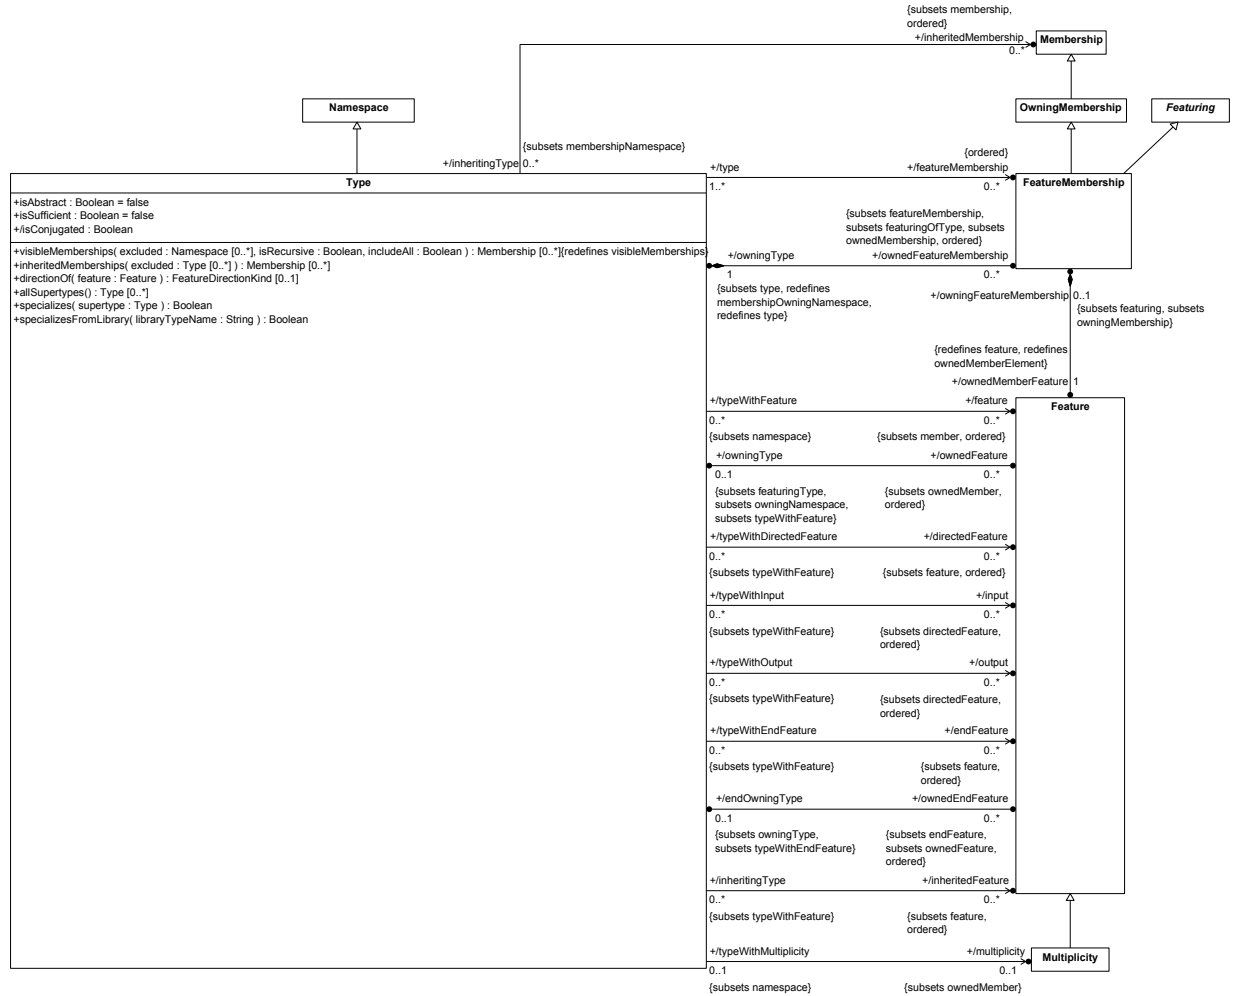 {subsets membership,
ordered}
+/inheritedMembership
0..*
Membership
Namespace
OwningMembership
Featuring
{subsets membershipNamespace}
+/inheritingType
0..*
Type
+isAbstract : Boolean = false
+isSufficient : Boolean = false
+/isConjugated : Boolean
+visibleMemberships( excluded : Namespace [0..*], isRecursive : Boolean, includeAll : Boolean ) : Membership [0..*]{redefines visibleMemberships}
+inheritedMemberships( excluded : Type [0..*] ) : Membership [0..*]
+directionOf( feature : Feature ) : FeatureDirectionKind [0..1]
+allSupertypes() : Type [0..*]
+specializes( supertype : Type ) : Boolean
+specializesFromLibrary( libraryTypeName : String ) : Boolean
+/type
1..*
{ordered}
+/featureMembership
0..*
FeatureMembership
{subsets featureMembership,
subsets featuringOfType, subsets
ownedMembership, ordered}
+/owningType
+/ownedFeatureMembership
1
0..*
{subsets type, redefines
membershipOwningNamespace,
redefines type}
+/owningFeatureMembership
0..1
{subsets featuring, subsets
owningMembership}
{redefines feature, redefines
ownedMemberElement}
+/ownedMemberFeature
1
Feature
+/typeWithFeature
+/feature
0..*
0..*
{subsets namespace}
{subsets member, ordered}
+/owningType
+/ownedFeature
0..1
0..*
{subsets featuringType,
subsets owningNamespace,
subsets typeWithFeature}
{subsets ownedMember,
ordered}
+/typeWithDirectedFeature
+/directedFeature
0..*
0..*
{subsets typeWithFeature}
{subsets feature, ordered}
+/typeWithInput
+/input
0..*
0..*
{subsets typeWithFeature}
{subsets directedFeature,
ordered}
+/typeWithOutput
+/output
0..*
0..*
{subsets typeWithFeature}
{subsets directedFeature,
ordered}
+/typeWithEndFeature
+/endFeature
0..*
0..*
{subsets typeWithFeature}
{subsets feature,
ordered}
+/endOwningType
+/ownedEndFeature
0..1
0..*
{subsets owningType,
subsets typeWithEndFeature}
{subsets endFeature,
subsets ownedFeature,
ordered}
+/inheritingType
+/inheritedFeature
0..*
0..*
{subsets typeWithFeature}
{subsets feature,
ordered}
+/typeWithMultiplicity
+/multiplicity
0..1
0..1
{subsets namespace}
{subsets ownedMember}
Multiplicity